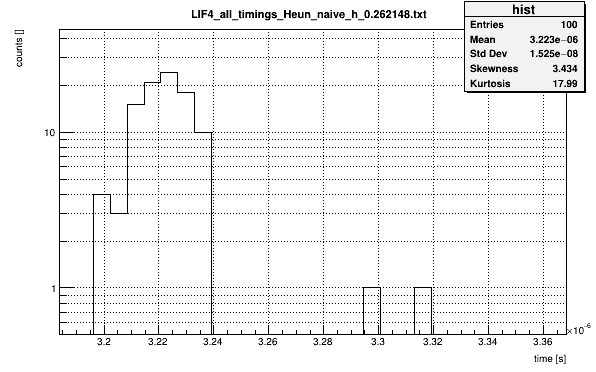 LIF4_all_timings_Heun_naive_h_0.262148.txt
hist
Entries 100
Mean 3.223e−06
Std Dev 1.525e−08
Skewness 3.434
Kurtosis 17.99
counts []
10
1
3.2 3.22 3.24 3.26 3.28 3.3 3.32 3.34 3.36
×10⁻⁶
time [s]